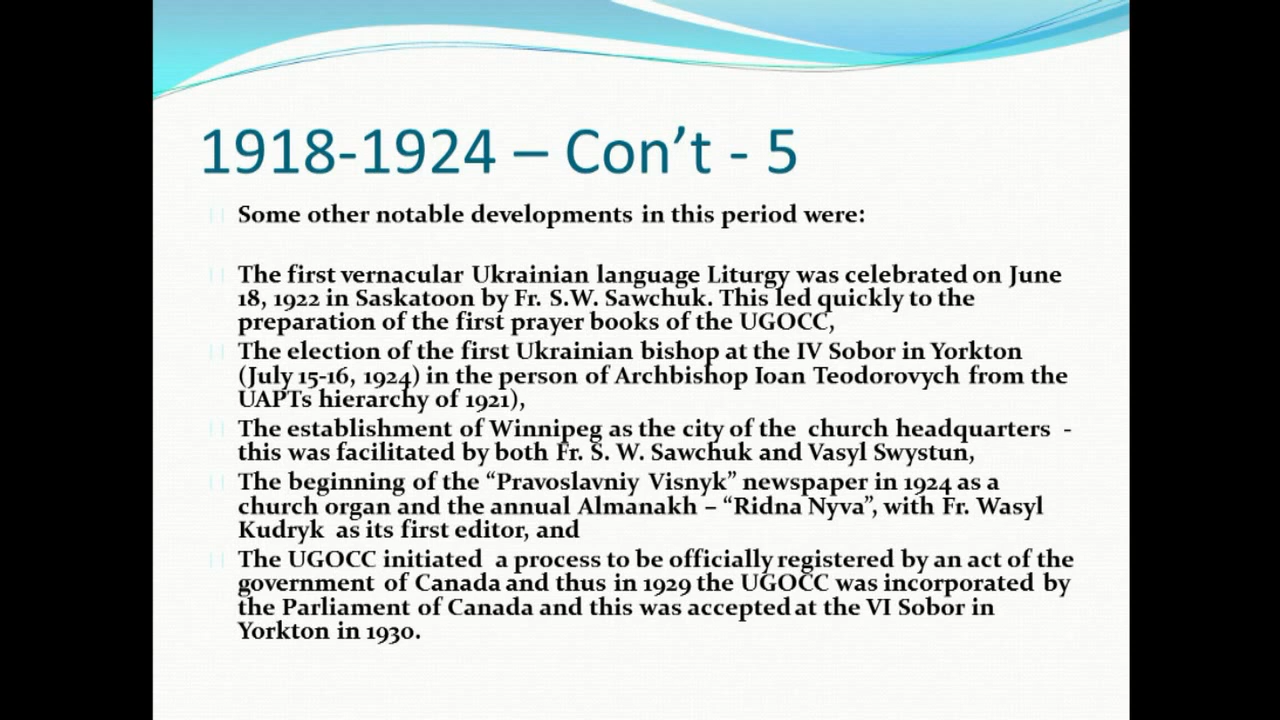 1918-1924 – Con’t - 5
Some other notable developments in this period were:
The first vernacular Ukrainian language Liturgy was celebrated on June
18, 1922 in Saskatoon by Fr. S.W. Sawchuk. This led quickly to the
preparation of the first prayer books of the UGOCC,
The election of the first Ukrainian bishop at the IV Sobor in Yorkton
(July 15-16, 1924) in the person of Archbishop Ioan Teodorovych from the
UAPTs hierarchy of 1921),
The establishment of Winnipeg as the city of the church headquarters -
this was facilitated by both Fr. S. W. Sawchuk and Vasyl Swystun,
The beginning of the “Pravoslavniy Visnyk” newspaper in 1924 as a
church organ and the annual Almanakh – “Ridna Nyva”, with Fr. Wasyl
Kudryk as its first editor, and
The UGOCC initiated a process to be officially registered by an act of the
government of Canada and thus in 1929 the UGOCC was incorporated by
the Parliament of Canada and this was accepted at the VI Sobor in
Yorkton in 1930.